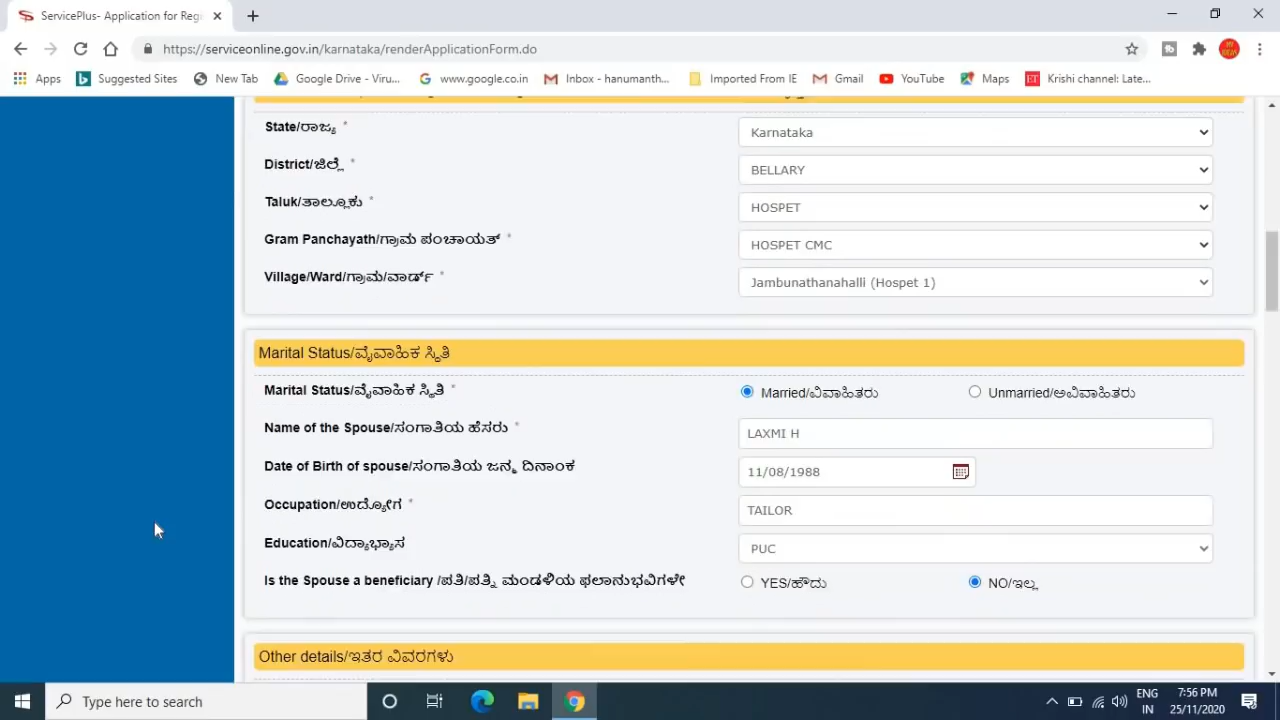 ServicePlus- Application for Reg
https://serviceonline.gov.in/karnataka/renderApplicationForm.do
Apps Suggested Sites New Tab Google Drive - Viru... www.google.co.in Inbox - hanumanth... Imported From IE Gmail YouTube Maps Krishi channel: Late...
State/ರಾಜ್ಯ * Karnataka
District/ಜಿಲ್ಲೆ * BELLARY
Taluk/ತಾಲ್ಲೂಕು * HOSPET
Gram Panchayath/ಗ್ರಾಮ ಪಂಚಾಯತ್ * HOSPET CMC
Village/Ward/ಗ್ರಾಮ/ವಾರ್ಡ್ * Jambunathanahalli (Hospet 1)
Marital Status/ವೈವಾಹಿಕ ಸ್ಥಿತಿ
Marital Status/ವೈವಾಹಿಕ ಸ್ಥಿತಿ * Married/ವಿವಾಹಿತರು Unmarried/ಅವಿವಾಹಿತರು
Name of the Spouse/ಸಂಗಾತಿಯ ಹೆಸರು * LAXMI H
Date of Birth of spouse/ಸಂಗಾತಿಯ ಜನ್ಮ ದಿನಾಂಕ 11/08/1988
Occupation/ಉದ್ಯೋಗ * TAILOR
Education/ವಿದ್ಯಾಭ್ಯಾಸ PUC
Is the Spouse a beneficiary /ಪತಿ/ಪತ್ನಿ ಮಂಡಳಿಯ ಫಲಾನುಭವಿಗಳೇ YES/ಹೌದು NO/ಇಲ್ಲ
Other details/ಇತರ ವಿವರಗಳು
Type here to search
ENG 7:56 PM
IN 25/11/2020